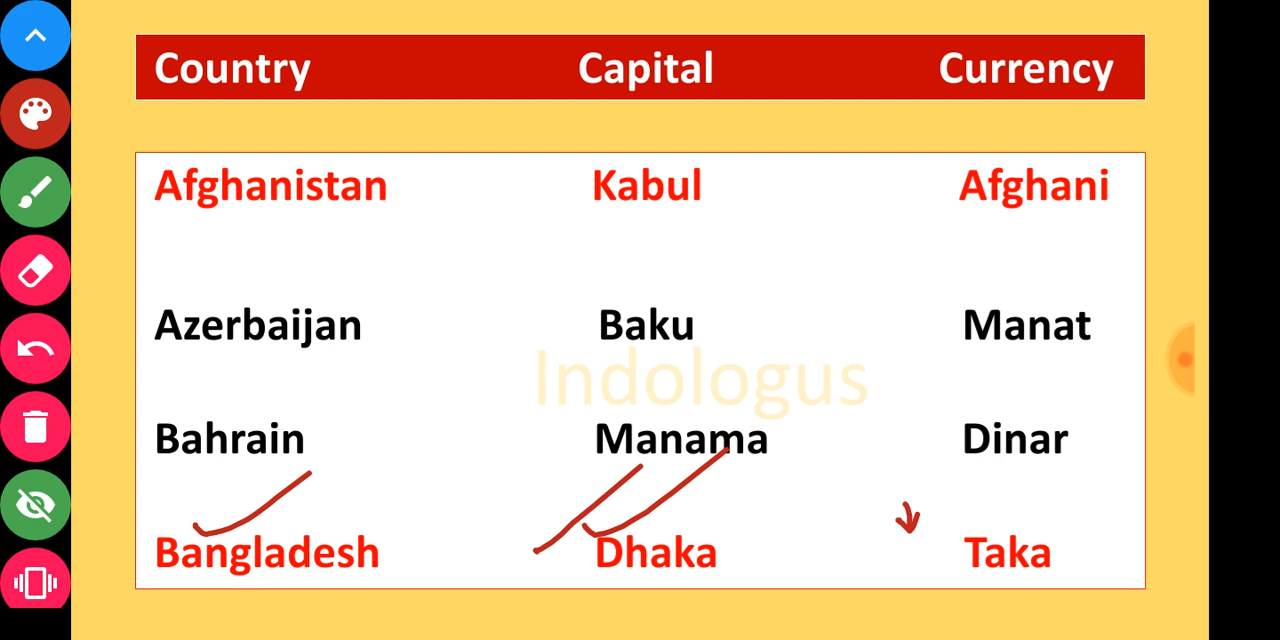 Country Capital Currency
Afghanistan Kabul Afghani
Azerbaijan Baku Manat
Indologus
Bahrain Manama Dinar
Bangladesh Dhaka Taka